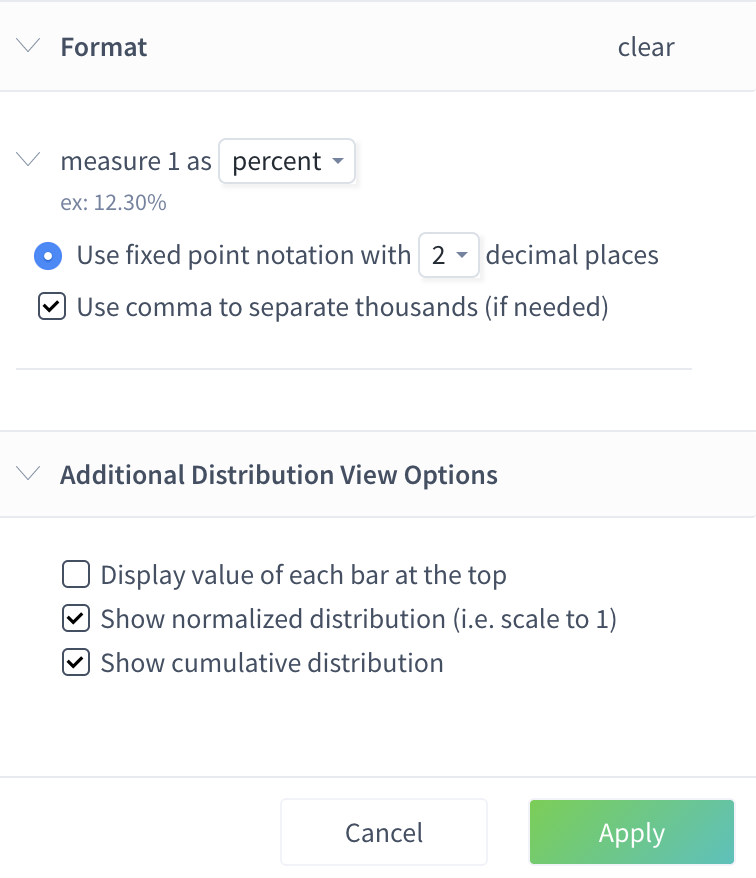 Format clear
measure 1 as percent
ex: 12.30%
Use fixed point notation with 2 decimal places
Use comma to separate thousands (if needed)
Additional Distribution View Options
Display value of each bar at the top
Show normalized distribution (i.e. scale to 1)
Show cumulative distribution
Cancel Apply